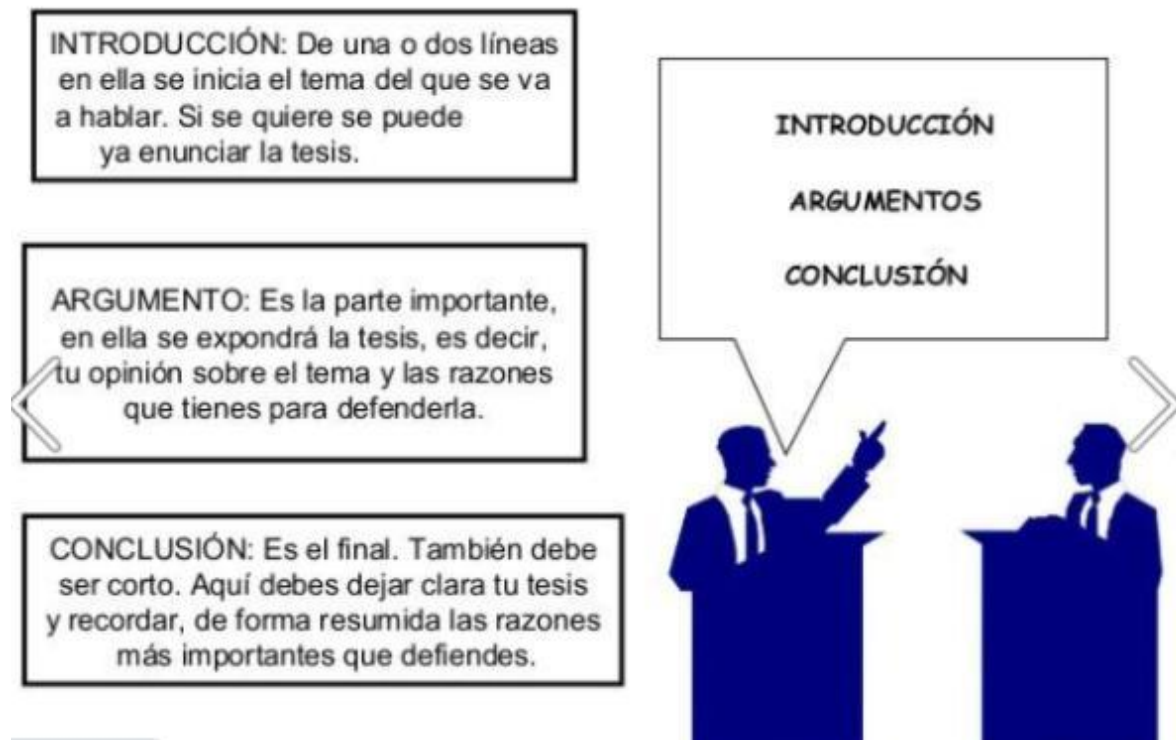 INTRODUCCIÓN: De una o dos líneas
en ella se inicia el tema del que se va
a hablar. Si se quiere se puede
ya enunciar la tesis.
ARGUMENTO: Es la parte importante,
en ella se expondrá la tesis, es decir,
tu opinión sobre el tema y las razones
que tienes para defenderla.
CONCLUSIÓN: Es el final. También debe
ser corto. Aquí debes dejar clara tu tesis
y recordar, de forma resumida las razones
más importantes que defiendes.
INTRODUCCIÓN
ARGUMENTOS
CONCLUSIÓN